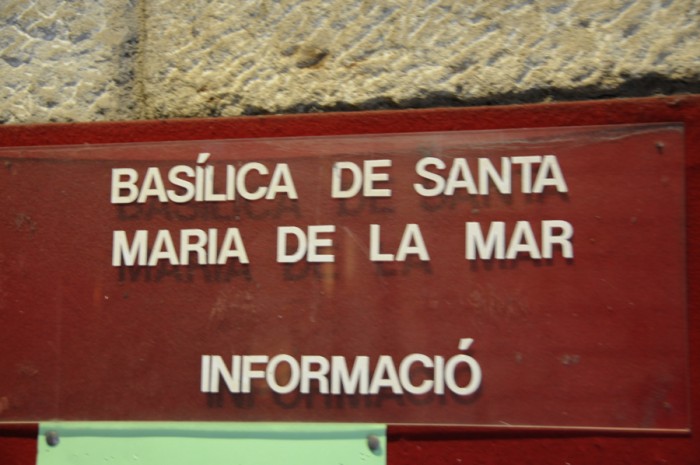 BASÍLICA DE SANTA
MARIA DE LA MAR
INFORMACIÓ